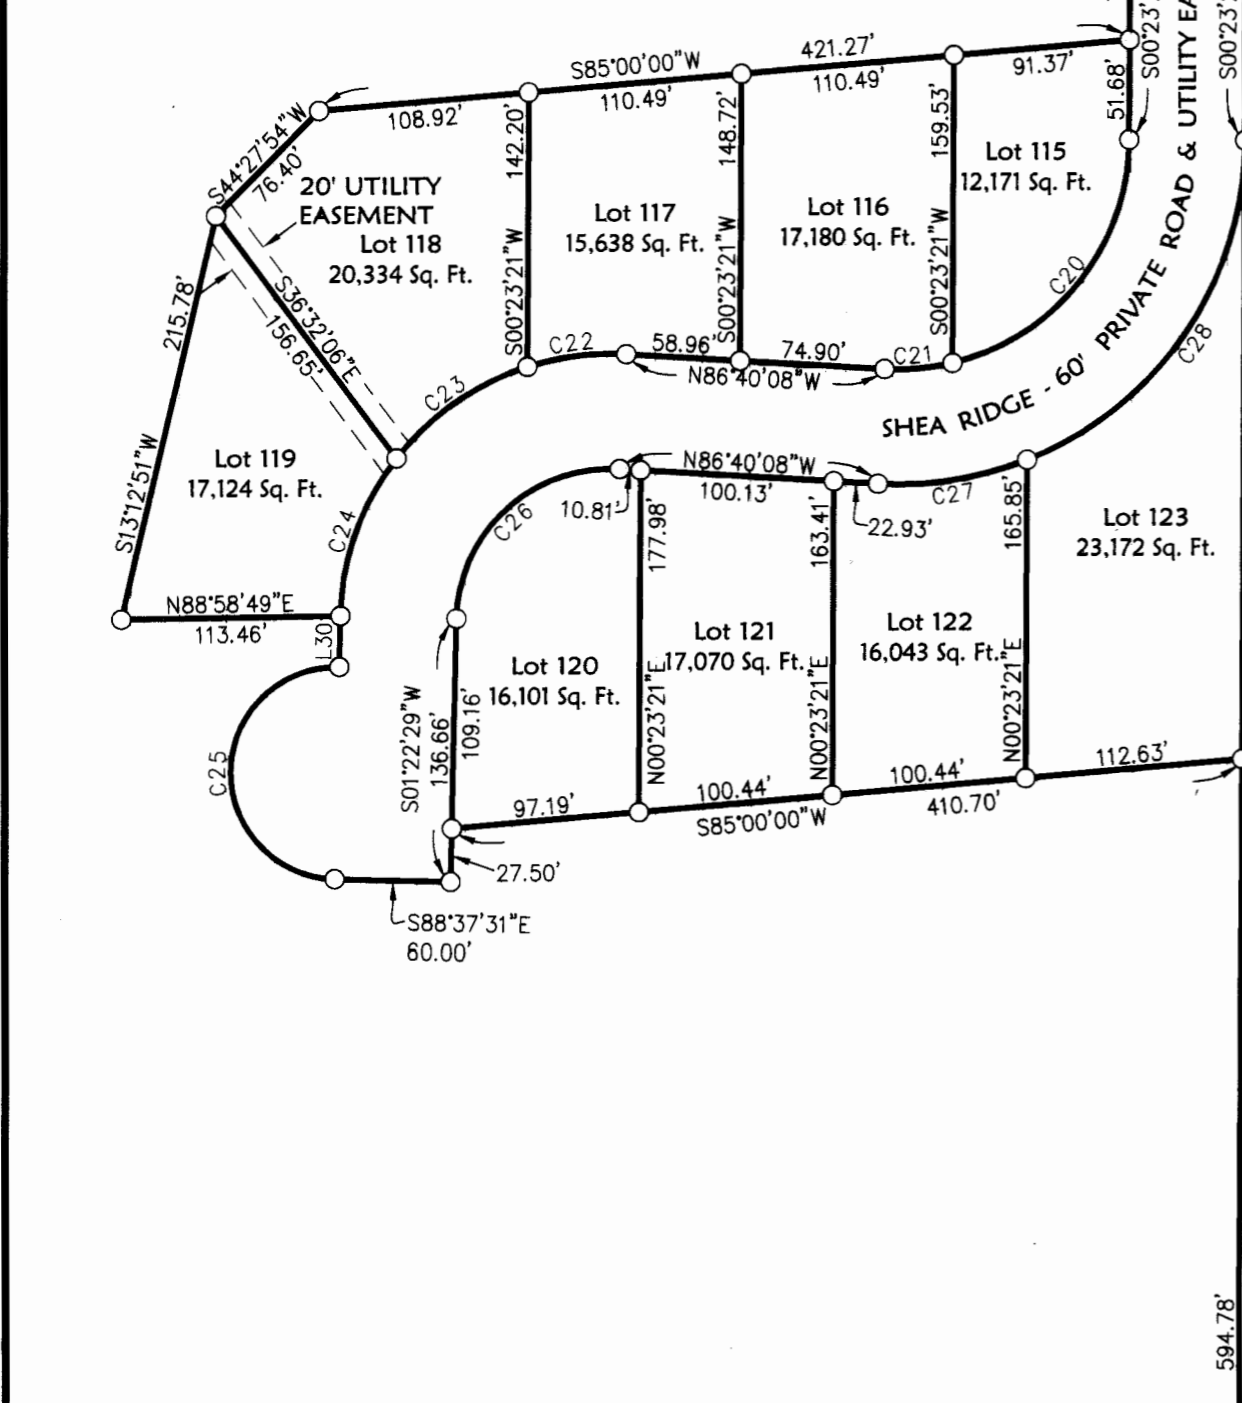 S85°00'00"W
421.27'
108.92'
110.49'
110.49'
91.37'
S44°27'54"W
76.40'
142.20'
148.72'
159.53'
51.68'
S00°23'
S00°23'
20' UTILITY
EASEMENT
Lot 118
20,334 Sq. Ft.
Lot 117
15,638 Sq. Ft.
Lot 116
17,180 Sq. Ft.
Lot 115
12,171 Sq. Ft.
S00°23'21"W
S00°23'21"W
S00°23'21"W
215.78'
S13°12'51"W
S36°32'06"E
156.65'
C20
C28
C22
58.96'
74.90'
C21
N86°40'08"W
C23
SHEA RIDGE - 60' PRIVATE ROAD & UTILITY EA
Lot 119
17,124 Sq. Ft.
C24
N88°58'49"E
113.46'
L30
C25
C26
10.81'
N86°40'08"W
100.13'
22.93'
C27
177.98'
163.41'
165.85'
Lot 123
23,172 Sq. Ft.
Lot 120
16,101 Sq. Ft.
Lot 121
17,070 Sq. Ft.
Lot 122
16,043 Sq. Ft.
S01°22'29"W
136.66'
109.16'
N00°23'21"E
N00°23'21"E
N00°23'21"E
97.19'
100.44'
100.44'
112.63'
S85°00'00"W
410.70'
27.50'
S88°37'31"E
60.00'
594.78'